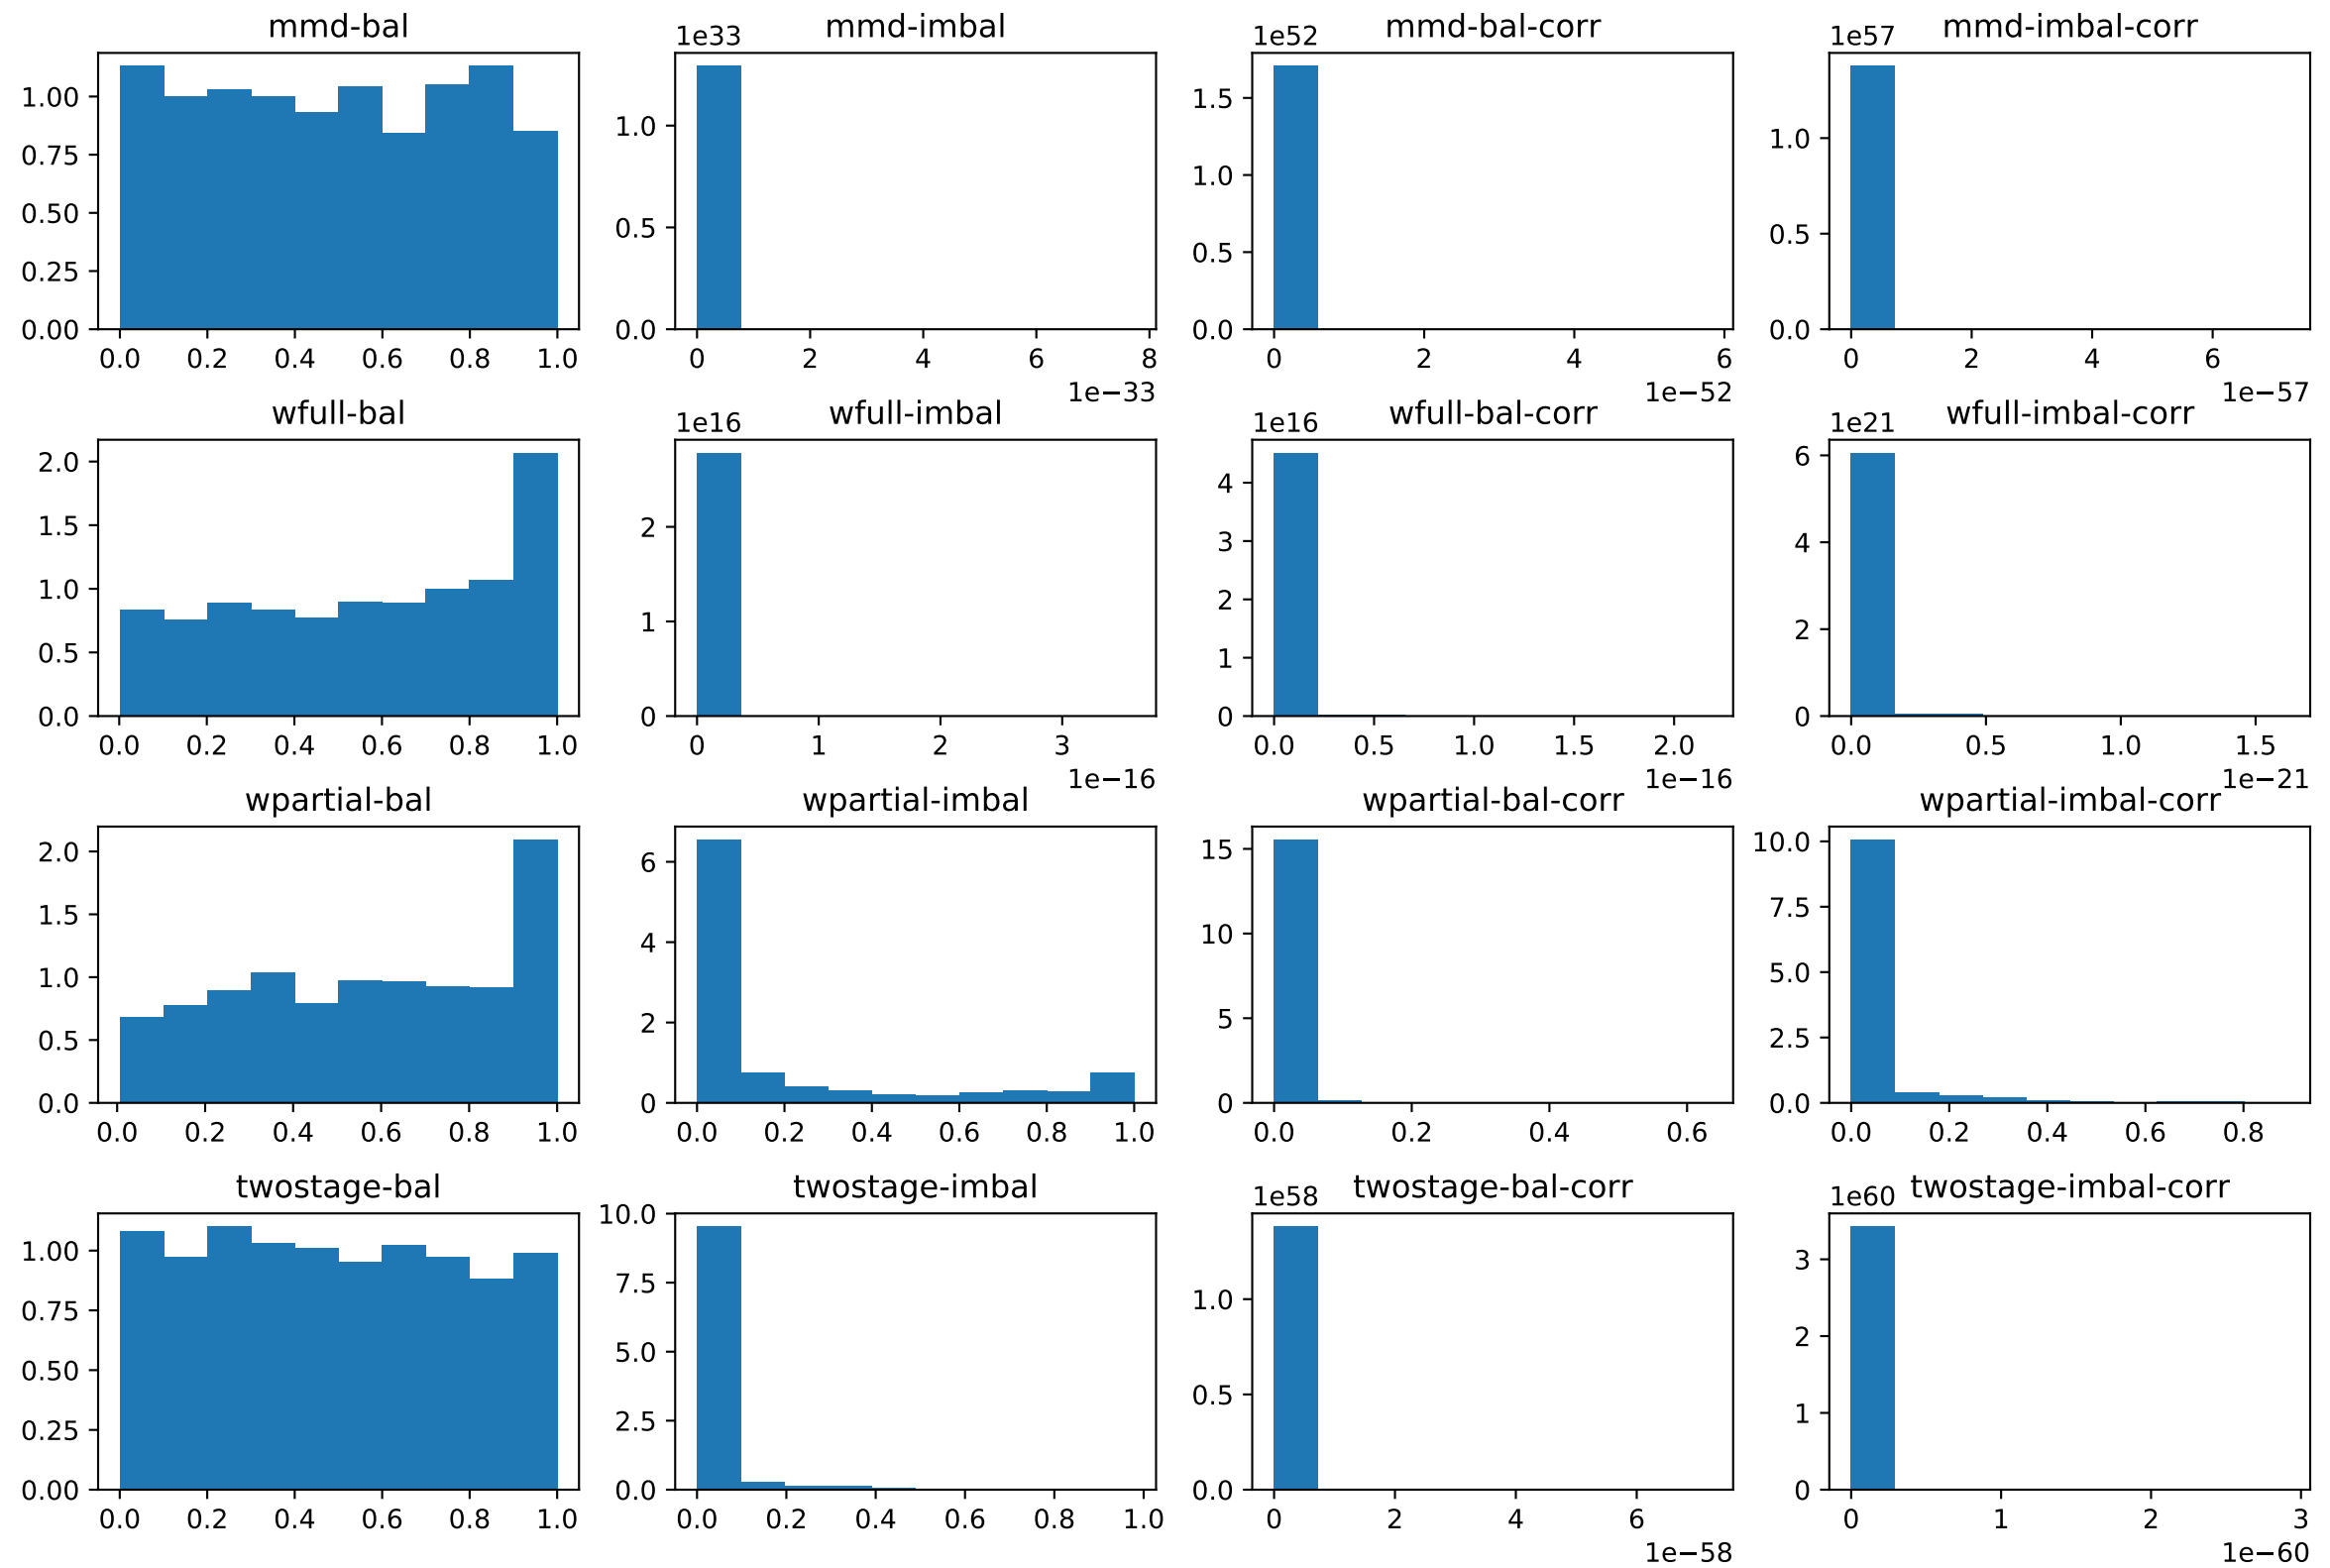 mmd-bal
0.00
0.25
0.50
0.75
1.00
0.0 0.2 0.4 0.6 0.8 1.0
mmd-imbal
1e33
0.0
0.5
1.0
0 2 4 6 8
1e−33
mmd-bal-corr
1e52
0.0
0.5
1.0
1.5
0 2 4 6
1e−52
mmd-imbal-corr
1e57
0.0
0.5
1.0
0 2 4 6
1e−57
wfull-bal
0.0
0.5
1.0
1.5
2.0
0.0 0.2 0.4 0.6 0.8 1.0
wfull-imbal
1e16
0
1
2
0 1 2 3
1e−16
wfull-bal-corr
1e16
0
1
2
3
4
0.0 0.5 1.0 1.5 2.0
1e−16
wfull-imbal-corr
1e21
0
2
4
6
0.0 0.5 1.0 1.5
1e−21
wpartial-bal
0.0
0.5
1.0
1.5
2.0
0.0 0.2 0.4 0.6 0.8 1.0
wpartial-imbal
0
2
4
6
0.0 0.2 0.4 0.6 0.8 1.0
wpartial-bal-corr
0
5
10
15
0.0 0.2 0.4 0.6
wpartial-imbal-corr
0.0
2.5
5.0
7.5
10.0
0.0 0.2 0.4 0.6 0.8
twostage-bal
0.00
0.25
0.50
0.75
1.00
0.0 0.2 0.4 0.6 0.8 1.0
twostage-imbal
0.0
2.5
5.0
7.5
10.0
0.0 0.2 0.4 0.6 0.8 1.0
twostage-bal-corr
1e58
0.0
0.5
1.0
0 2 4 6
1e−58
twostage-imbal-corr
1e60
0
1
2
3
0 1 2 3
1e−60